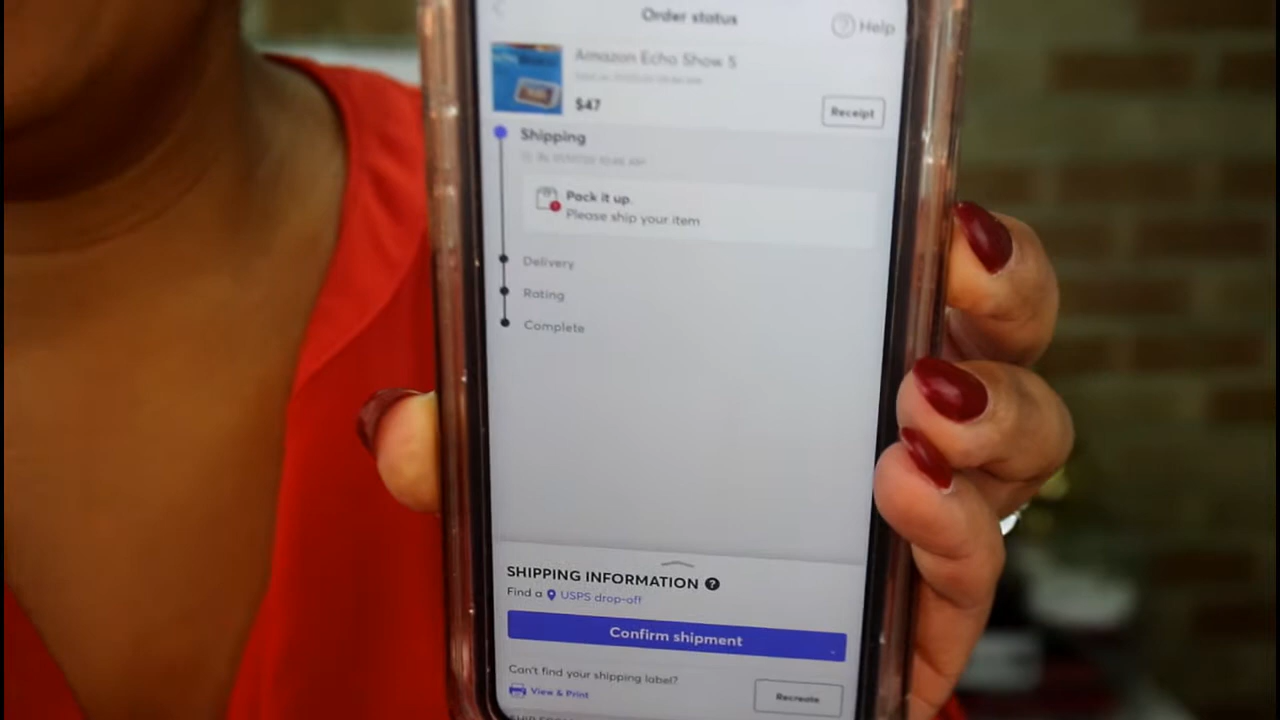 Order status
Help
Amazon Echo Show 5
$47
Receipt
Shipping
Pack it up.
Please ship your item
Delivery
Rating
Complete
SHIPPING INFORMATION ?
Find a USPS drop-off
Confirm shipment
Can't find your shipping label?
View & Print
Recreate